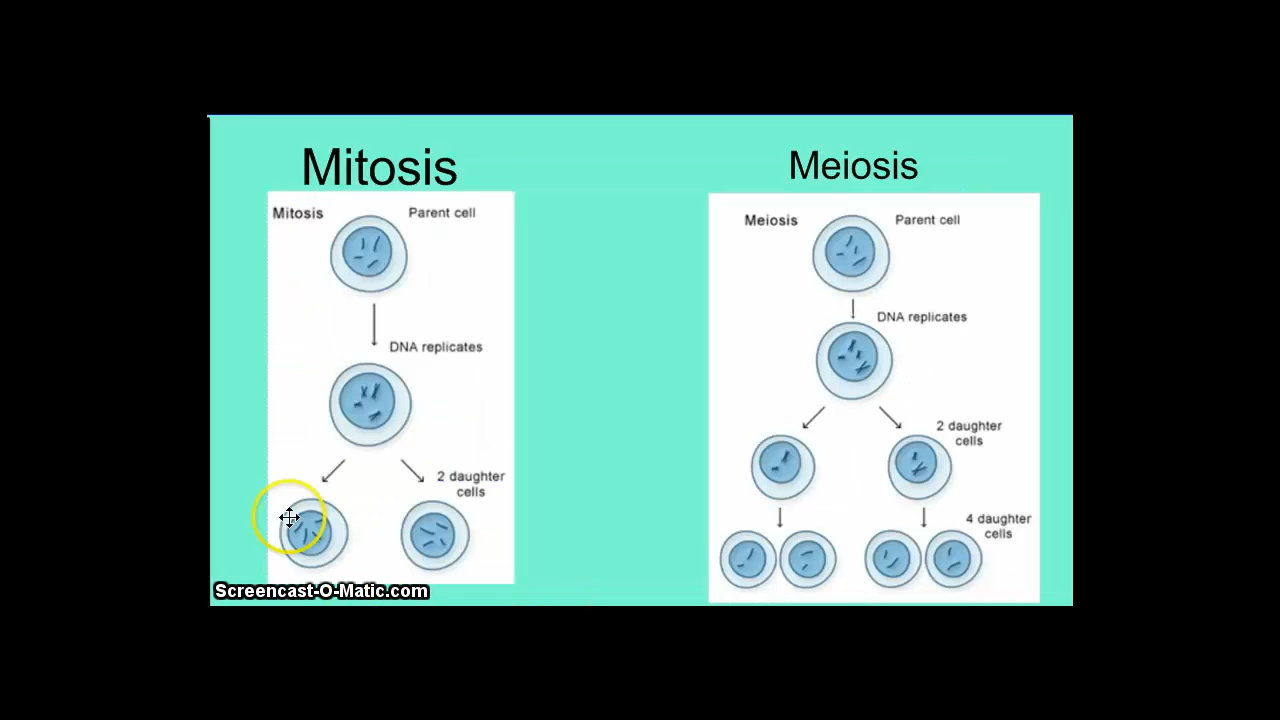 Mitosis
Mitosis
Parent cell
DNA replicates
2 daughter
cells
Meiosis
Meiosis
Parent cell
DNA replicates
2 daughter
cells
4 daughter
cells
Screencast-O-Matic.com